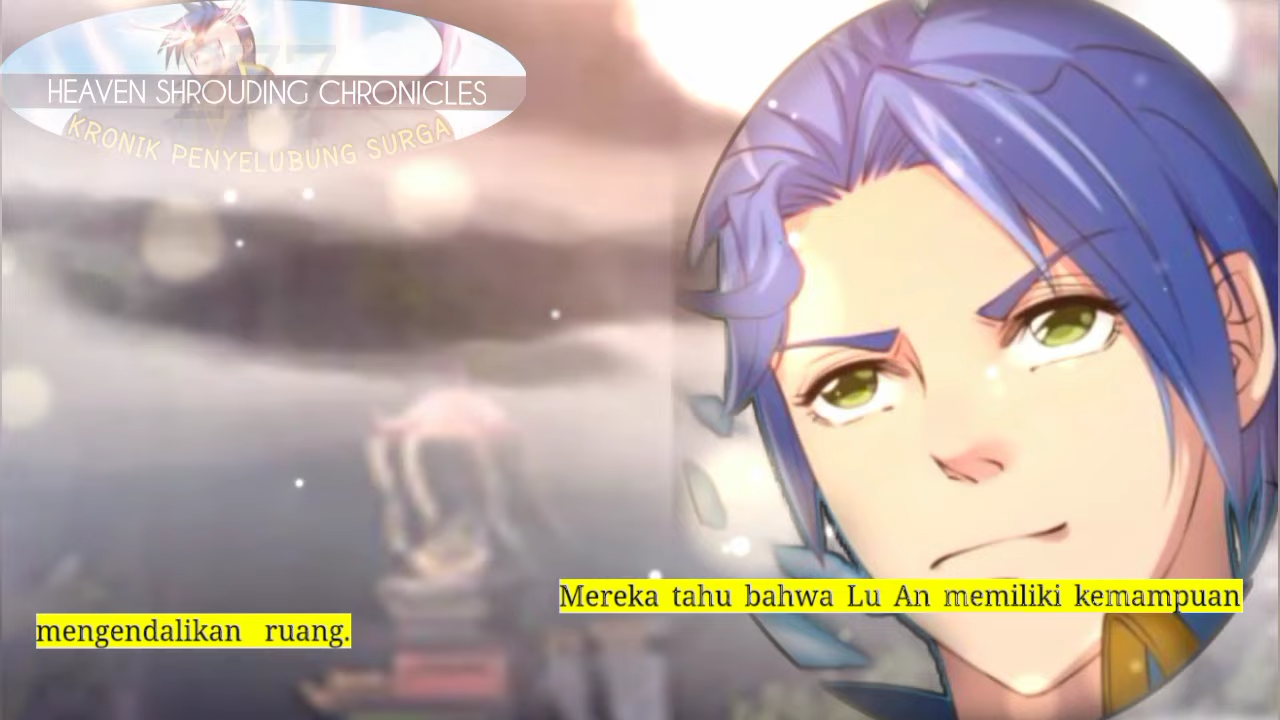 HEAVEN SHROUDING CHRONICLES
KRONIK PENYELUBUNG SURGA
Mereka tahu bahwa Lu An memiliki kemampuan
mengendalikan ruang.